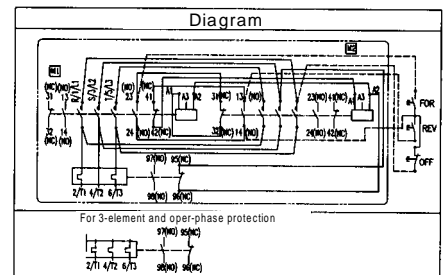 Diagram
M1
M2
(NC) (NO) R/1/L1 S/3/L2 T/5/L3 (NO) (NC)
31 13 23 41 A1 A3 A2 31(NC) 13 (NO) 23(NO) 41(NC) A1 A3 A2
32 14 24 (NO) 42(NC) 32(NC) 14(NO) 24(NO) 42(NC)
(NC) (NO)
FOR
REV
OFF
97(NO) 95(NC)
2/T1 4/T2 6/T3 98(NO) 96(NC)
For 3-element and oper-phase protection
97(NO) 95(NC)
2/T1 4/T2 6/T3 98(NO) 96(NC)